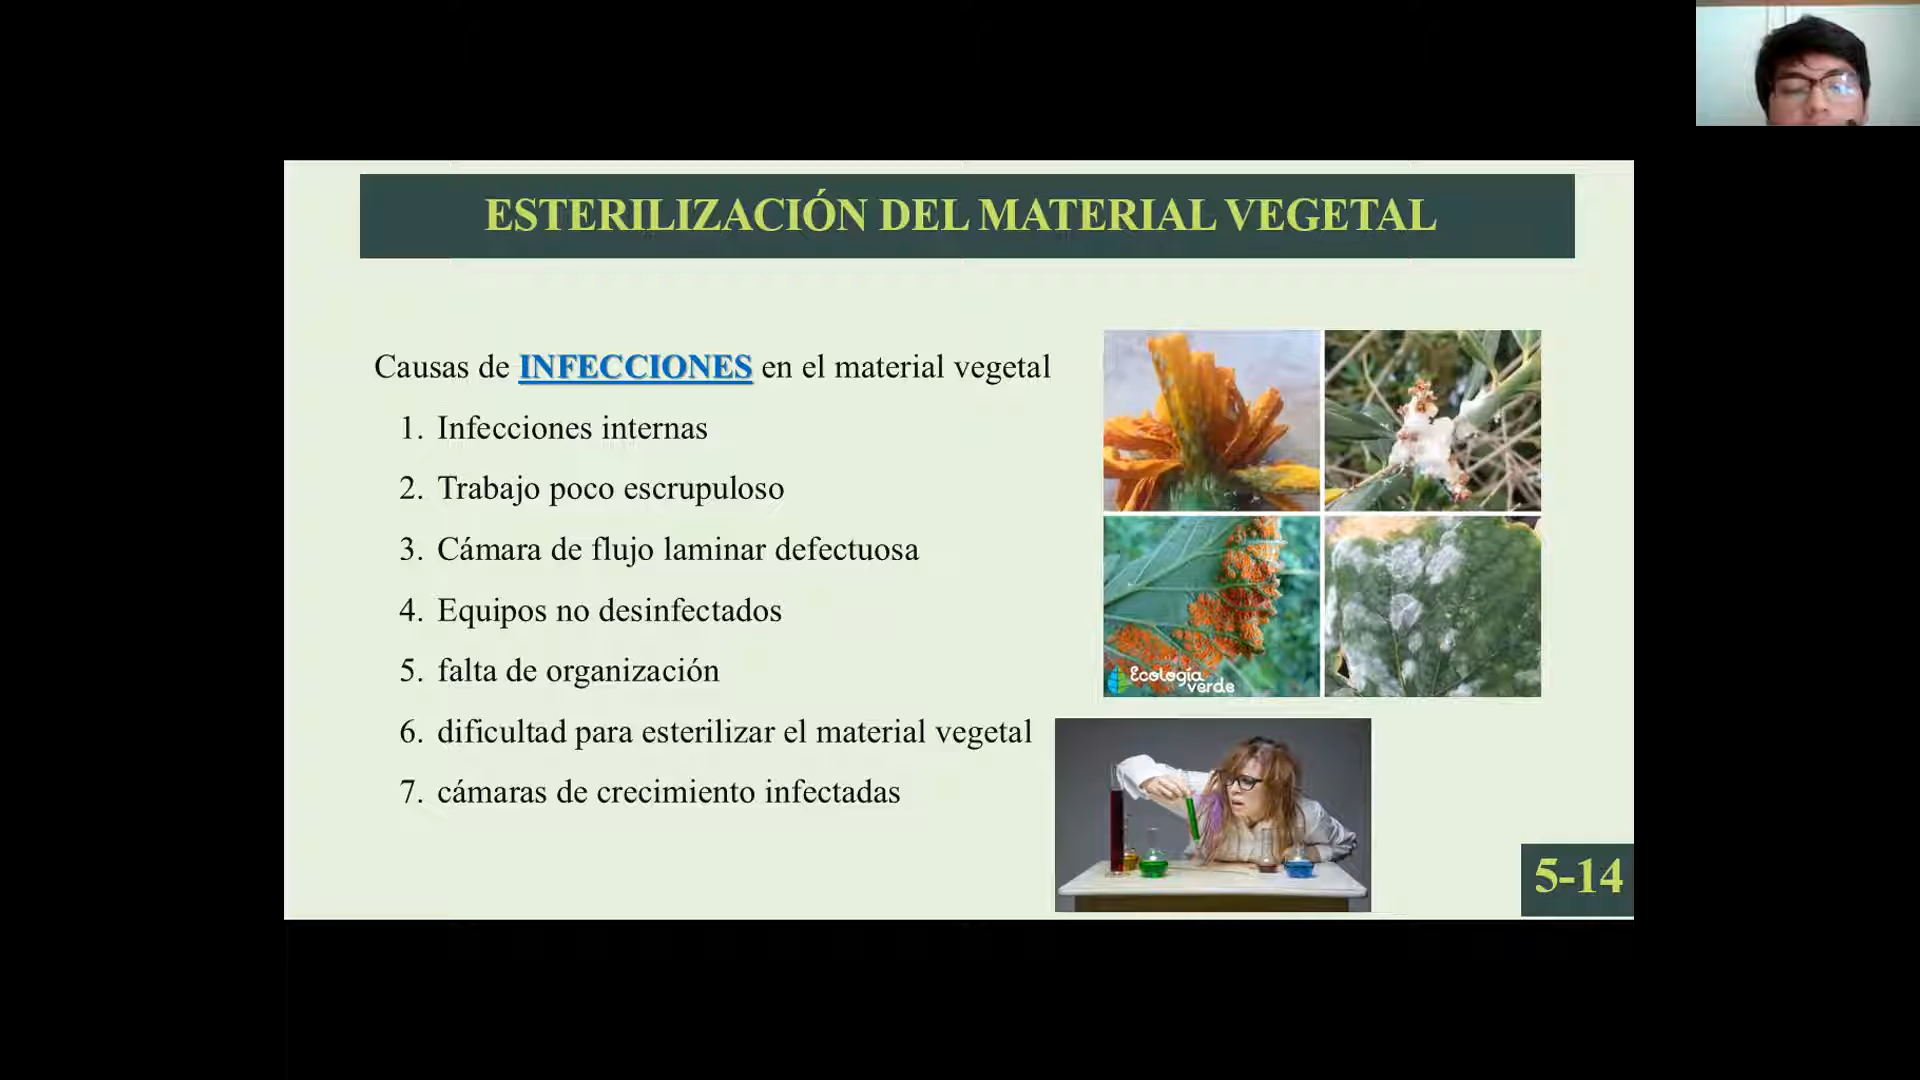 ESTERILIZACIÓN DEL MATERIAL VEGETAL
Causas de INFECCIONES en el material vegetal
1. Infecciones internas
2. Trabajo poco escrupuloso
3. Cámara de flujo laminar defectuosa
4. Equipos no desinfectados
5. falta de organización
6. dificultad para esterilizar el material vegetal
7. cámaras de crecimiento infectadas
Ecología
verde
5-14